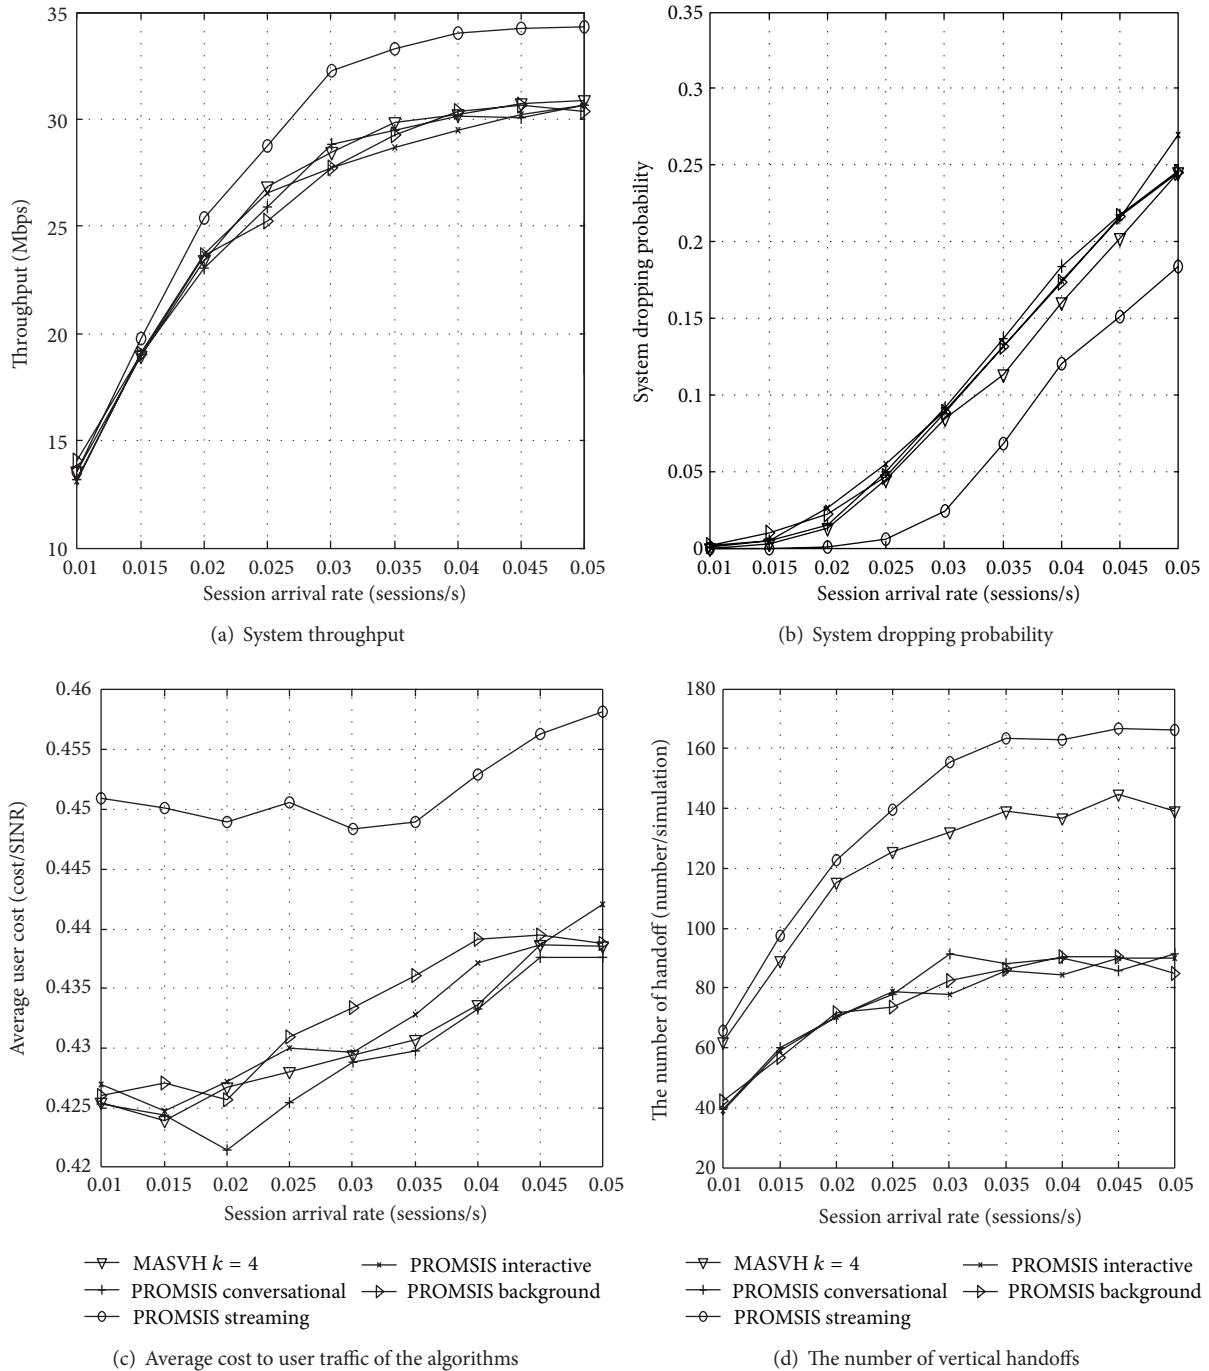 35
30
25
20
15
10
Throughput (Mbps)
0.01 0.015 0.02 0.025 0.03 0.035 0.04 0.045 0.05
Session arrival rate (sessions/s)
(a) System throughput
0.35
0.3
0.25
0.2
0.15
0.1
0.05
0
System dropping probability
0.01 0.015 0.02 0.025 0.03 0.035 0.04 0.045 0.05
Session arrival rate (sessions/s)
(b) System dropping probability
0.46
0.455
0.45
0.445
0.44
0.435
0.43
0.425
0.42
Average user cost (cost/SINR)
0.01 0.015 0.02 0.025 0.03 0.035 0.04 0.045 0.05
Session arrival rate (sessions/s)
MASVH k = 4
PROMSIS conversational
PROMSIS streaming
PROMSIS interactive
PROMSIS background
(c) Average cost to user traffic of the algorithms
180
160
140
120
100
80
60
40
20
The number of handoff (number/simulation)
0.01 0.015 0.02 0.025 0.03 0.035 0.04 0.045 0.05
Session arrival rate (sessions/s)
MASVH k = 4
PROMSIS conversational
PROMSIS streaming
PROMSIS interactive
PROMSIS background
(d) The number of vertical handoffs